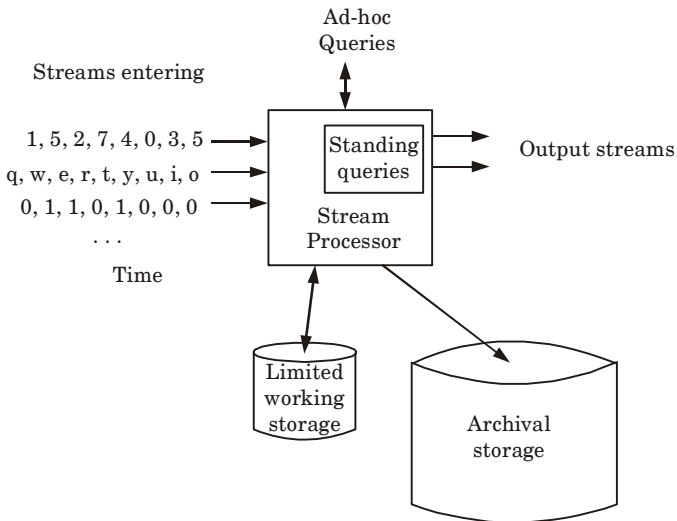 Ad-hoc
Queries
Streams entering
1, 5, 2, 7, 4, 0, 3, 5
q, w, e, r, t, y, u, i, o
0, 1, 1, 0, 1, 0, 0, 0
. . .
Time
Standing
queries
Stream
Processor
Output streams
Limited
working
storage
Archival
storage